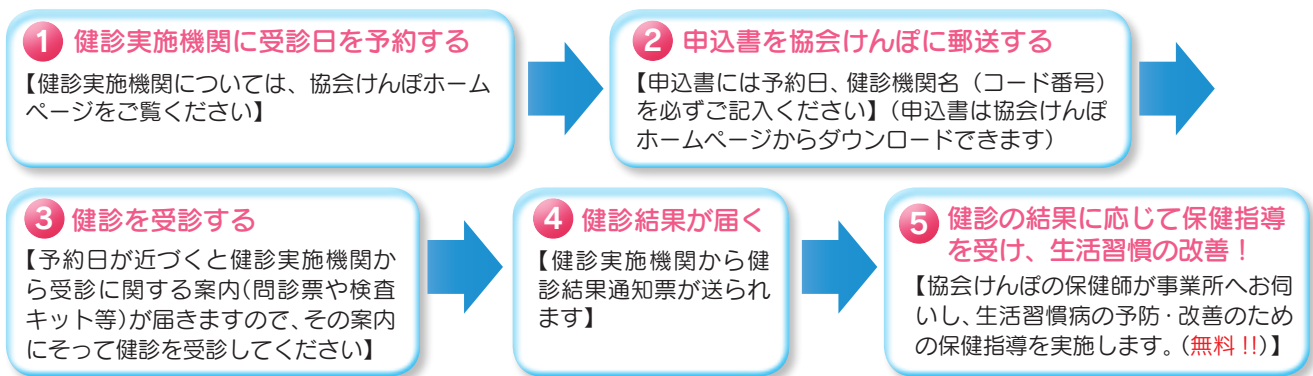 1 健診実施機関に受診日を予約する
【健診実施機関については、協会けんぽホーム
ページをご覧ください】
2 申込書を協会けんぽに郵送する
【申込書には予約日、健診機関名（コード番号）
を必ずご記入ください】（申込書は協会けんぽ
ホームページからダウンロードできます）
3 健診を受診する
【予約日が近づくと健診実施機関か
ら受診に関する案内(問診票や検査
キット等)が届きますので、その案内
にそって健診を受診してください】
4 健診結果が届く
【健診実施機関から健
診結果通知票が送られ
ます】
5 健診の結果に応じて保健指導
を受け、生活習慣の改善！
【協会けんぽの保健師が事業所へお伺
いし、生活習慣病の予防・改善のため
の保健指導を実施します。（無料!!）】